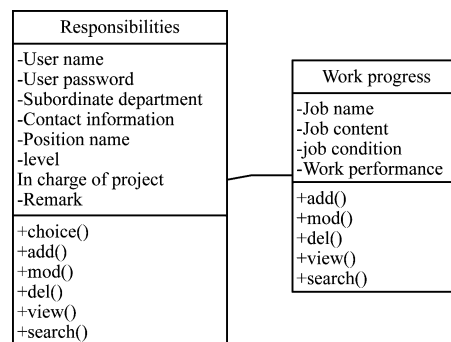 Responsibilities
-User name
-User password
-Subordinate department
-Contact information
-Position name
-level
In charge of project
-Remark
+choice()
+add()
+mod()
+del()
+view()
+search()
Work progress
-Job name
-Job content
-job condition
-Work performance
+add()
+mod()
+del()
+view()
+search()